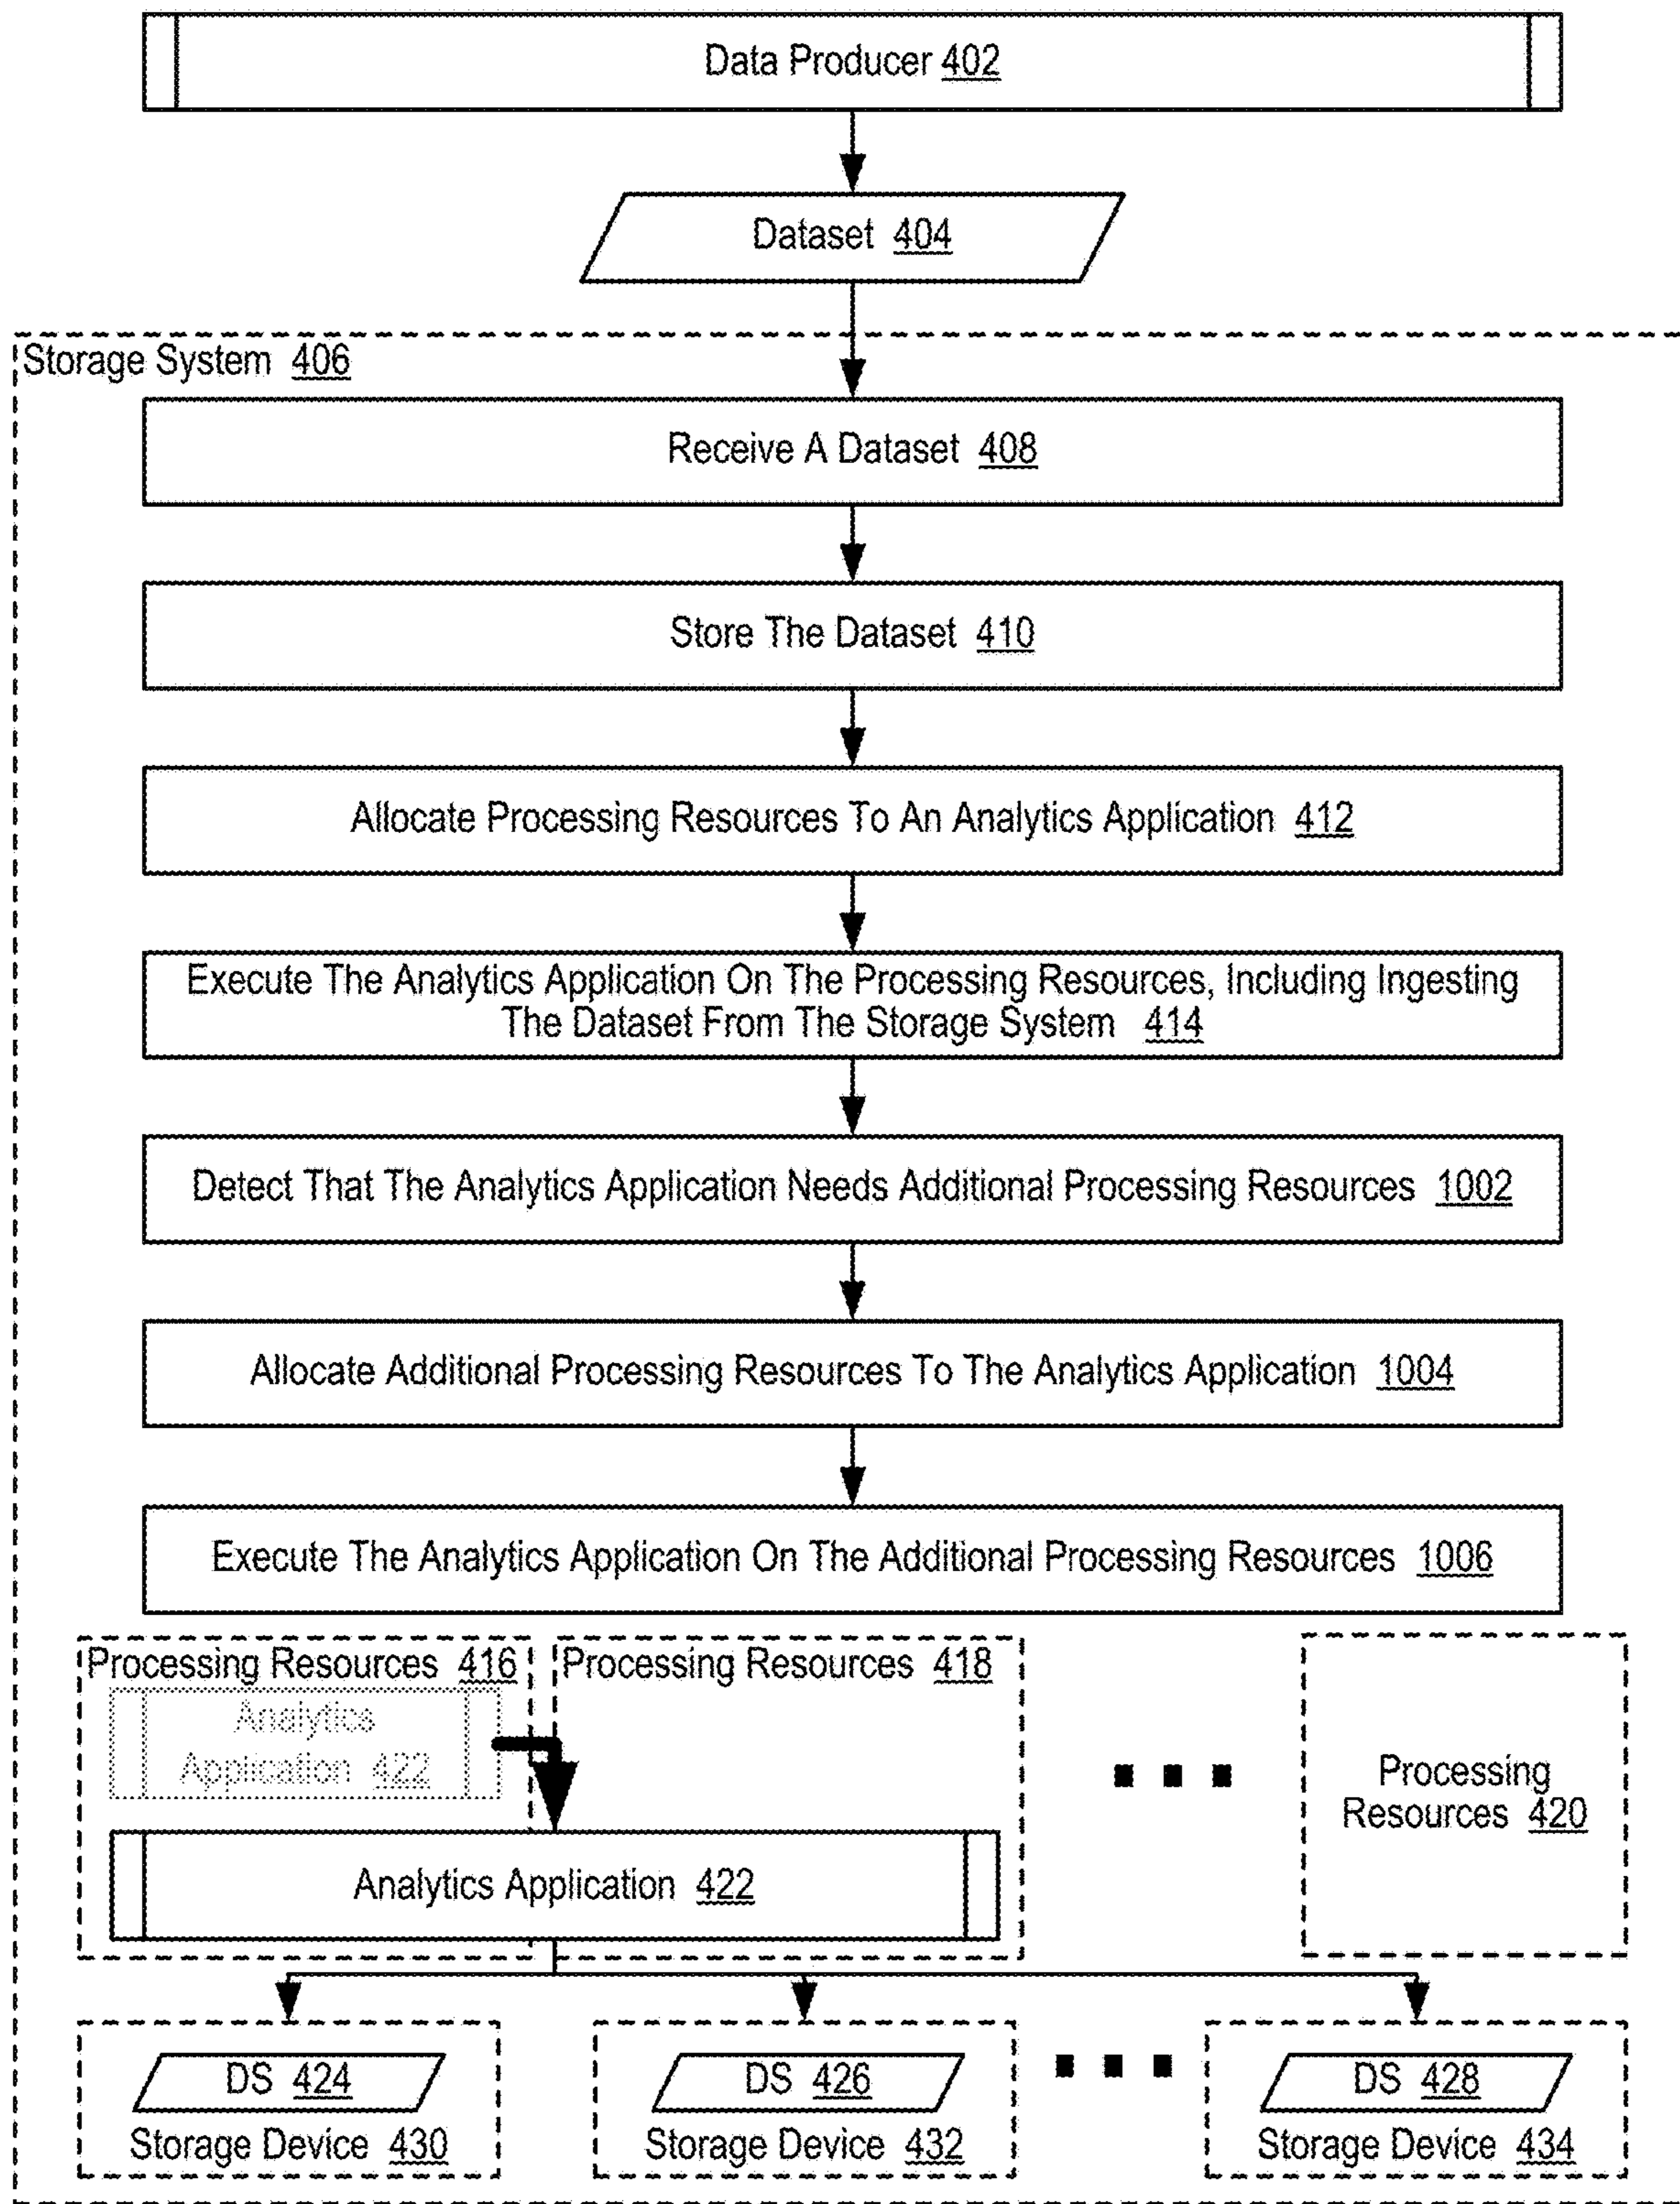 Data Producer 402
Dataset 404
Storage System 406
Receive A Dataset 408
Store The Dataset 410
Allocate Processing Resources To An Analytics Application 412
Execute The Analytics Application On The Processing Resources, Including Ingesting
The Dataset From The Storage System 414
Detect That The Analytics Application Needs Additional Processing Resources 1002
Allocate Additional Processing Resources To The Analytics Application 1004
Execute The Analytics Application On The Additional Processing Resources 1006
Processing Resources 416
Analytics
Application 422
Processing Resources 418
Analytics Application 422
Processing
Resources 420
DS 424
Storage Device 430
DS 426
Storage Device 432
DS 428
Storage Device 434